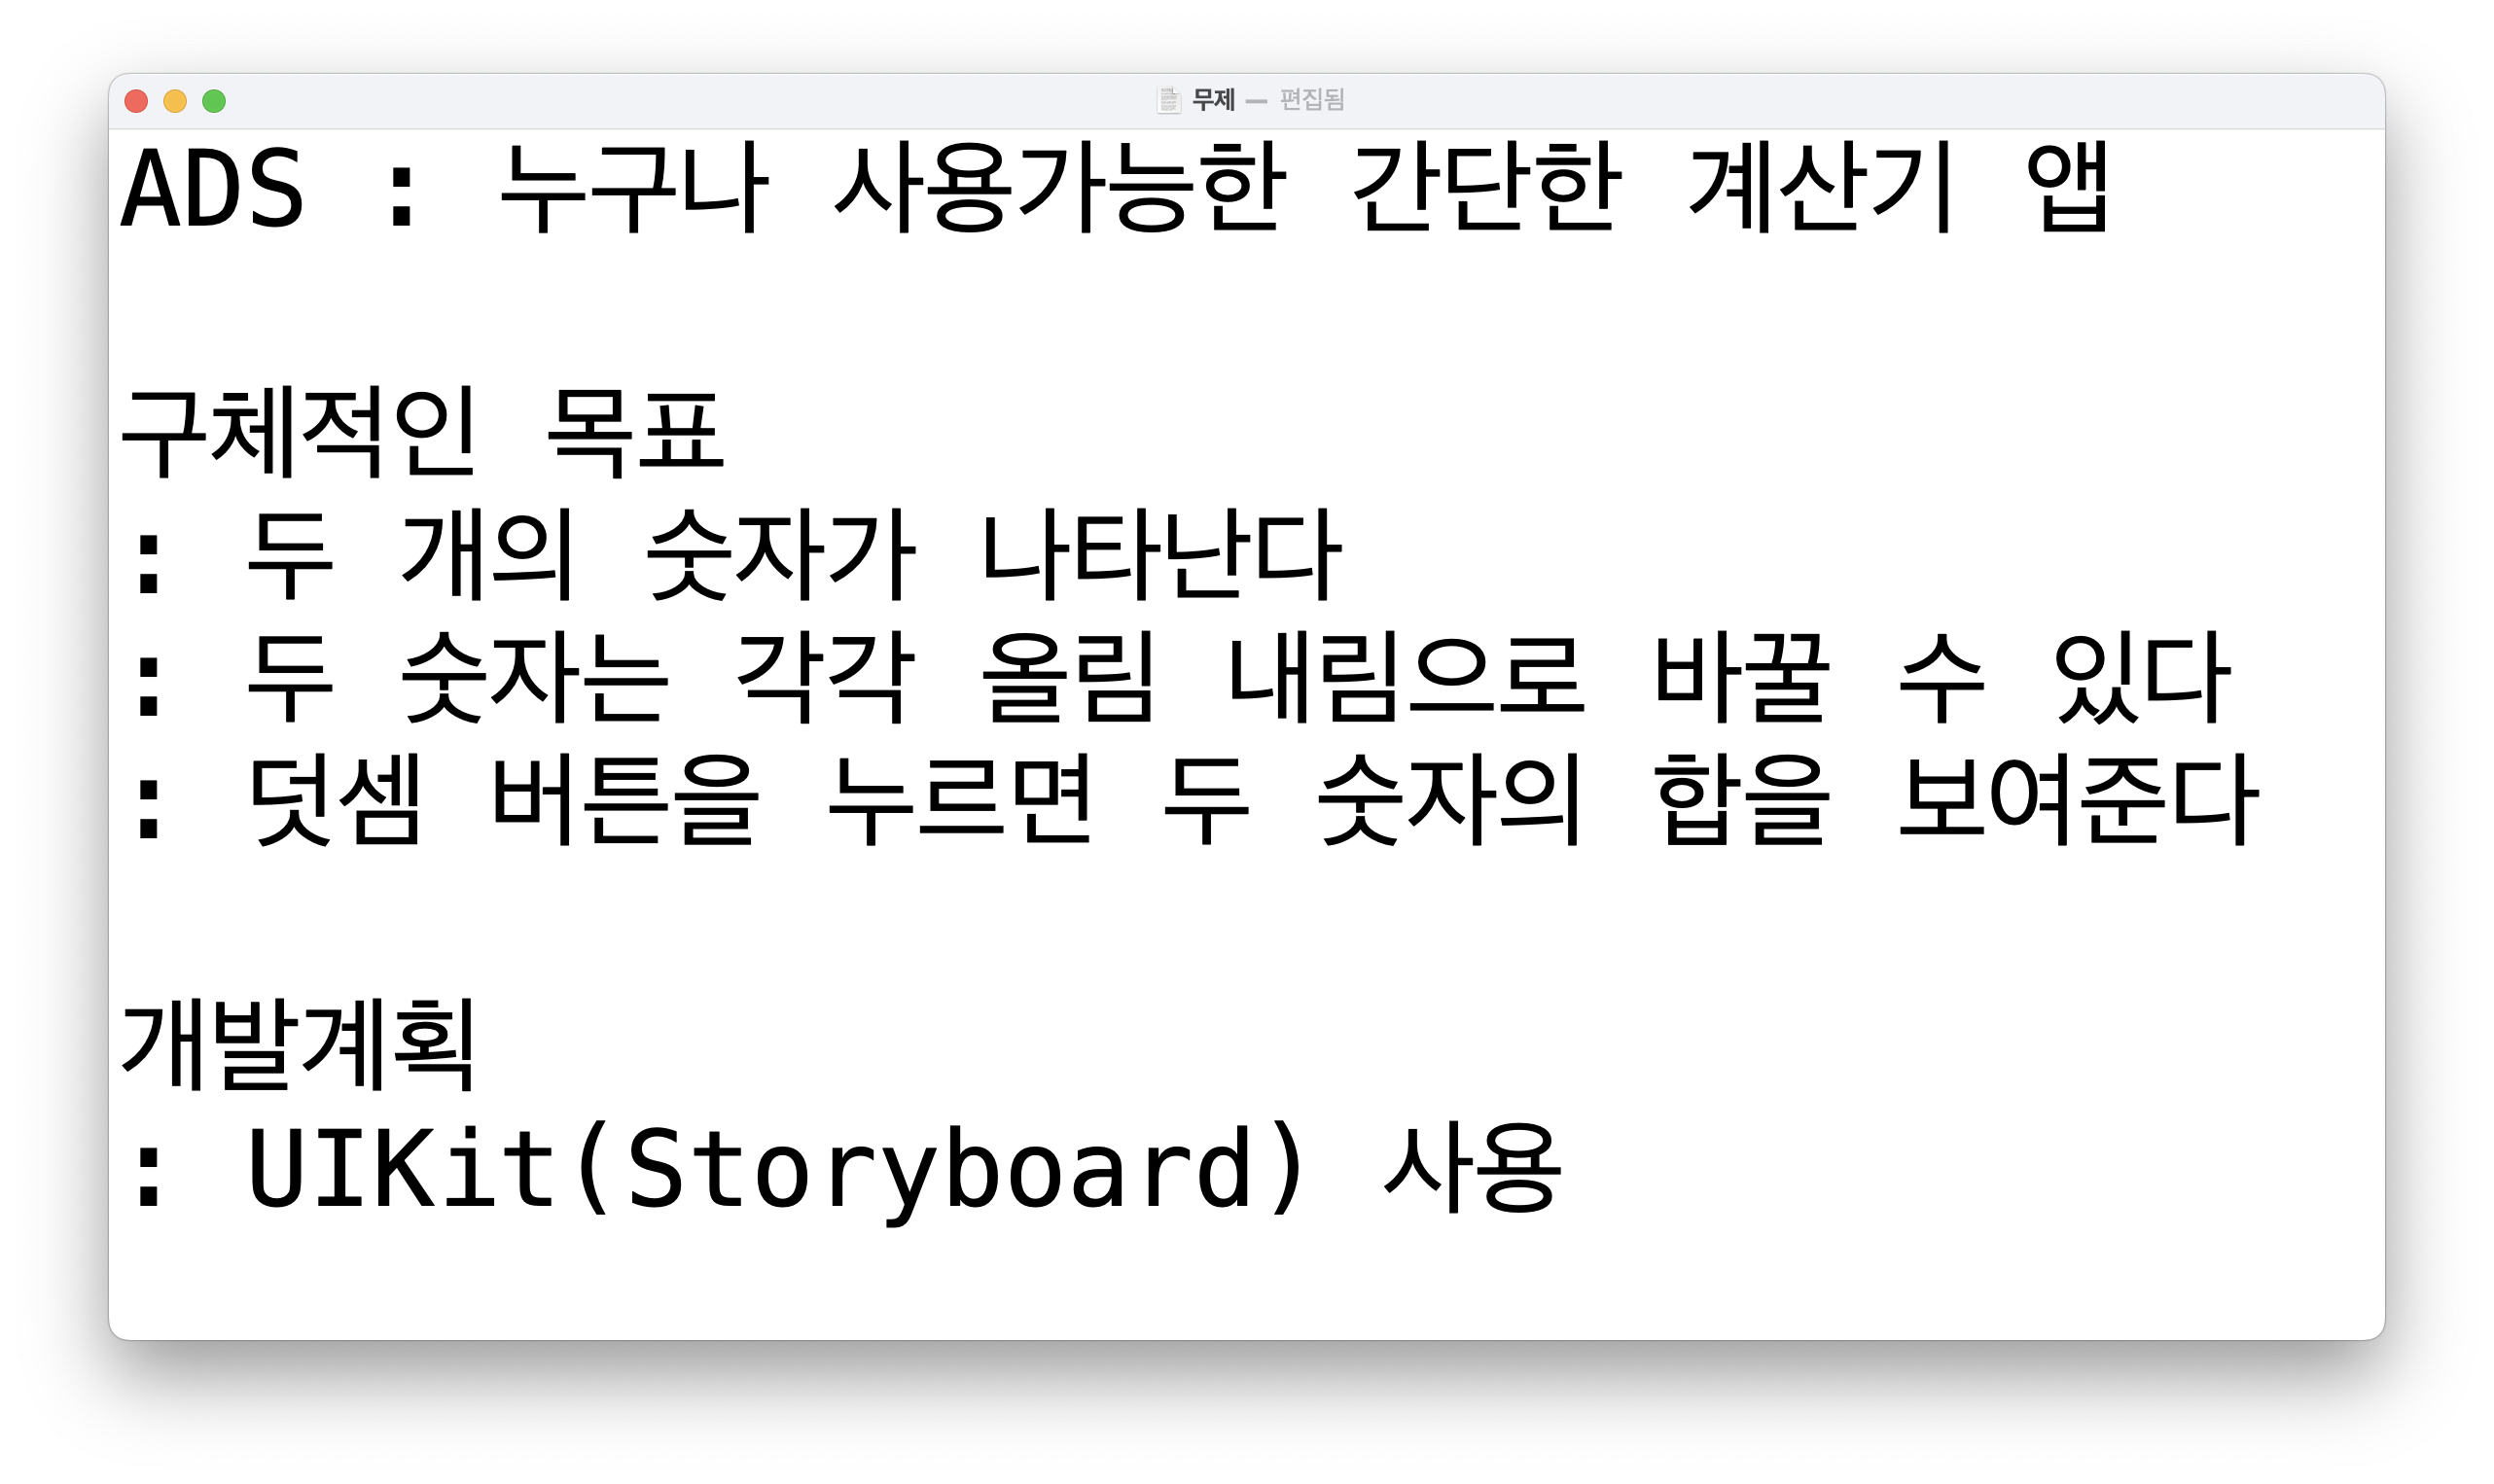 무제 — 편집됨
ADS : 누구나 사용가능한 간단한 계산기 앱
구체적인 목표
: 두 개의 숫자가 나타난다
: 두 숫자는 각각 올림 내림으로 바꿀 수 있다
: 덧셈 버튼을 누르면 두 숫자의 합을 보여준다
개발계획
: UIKit(Storyboard) 사용